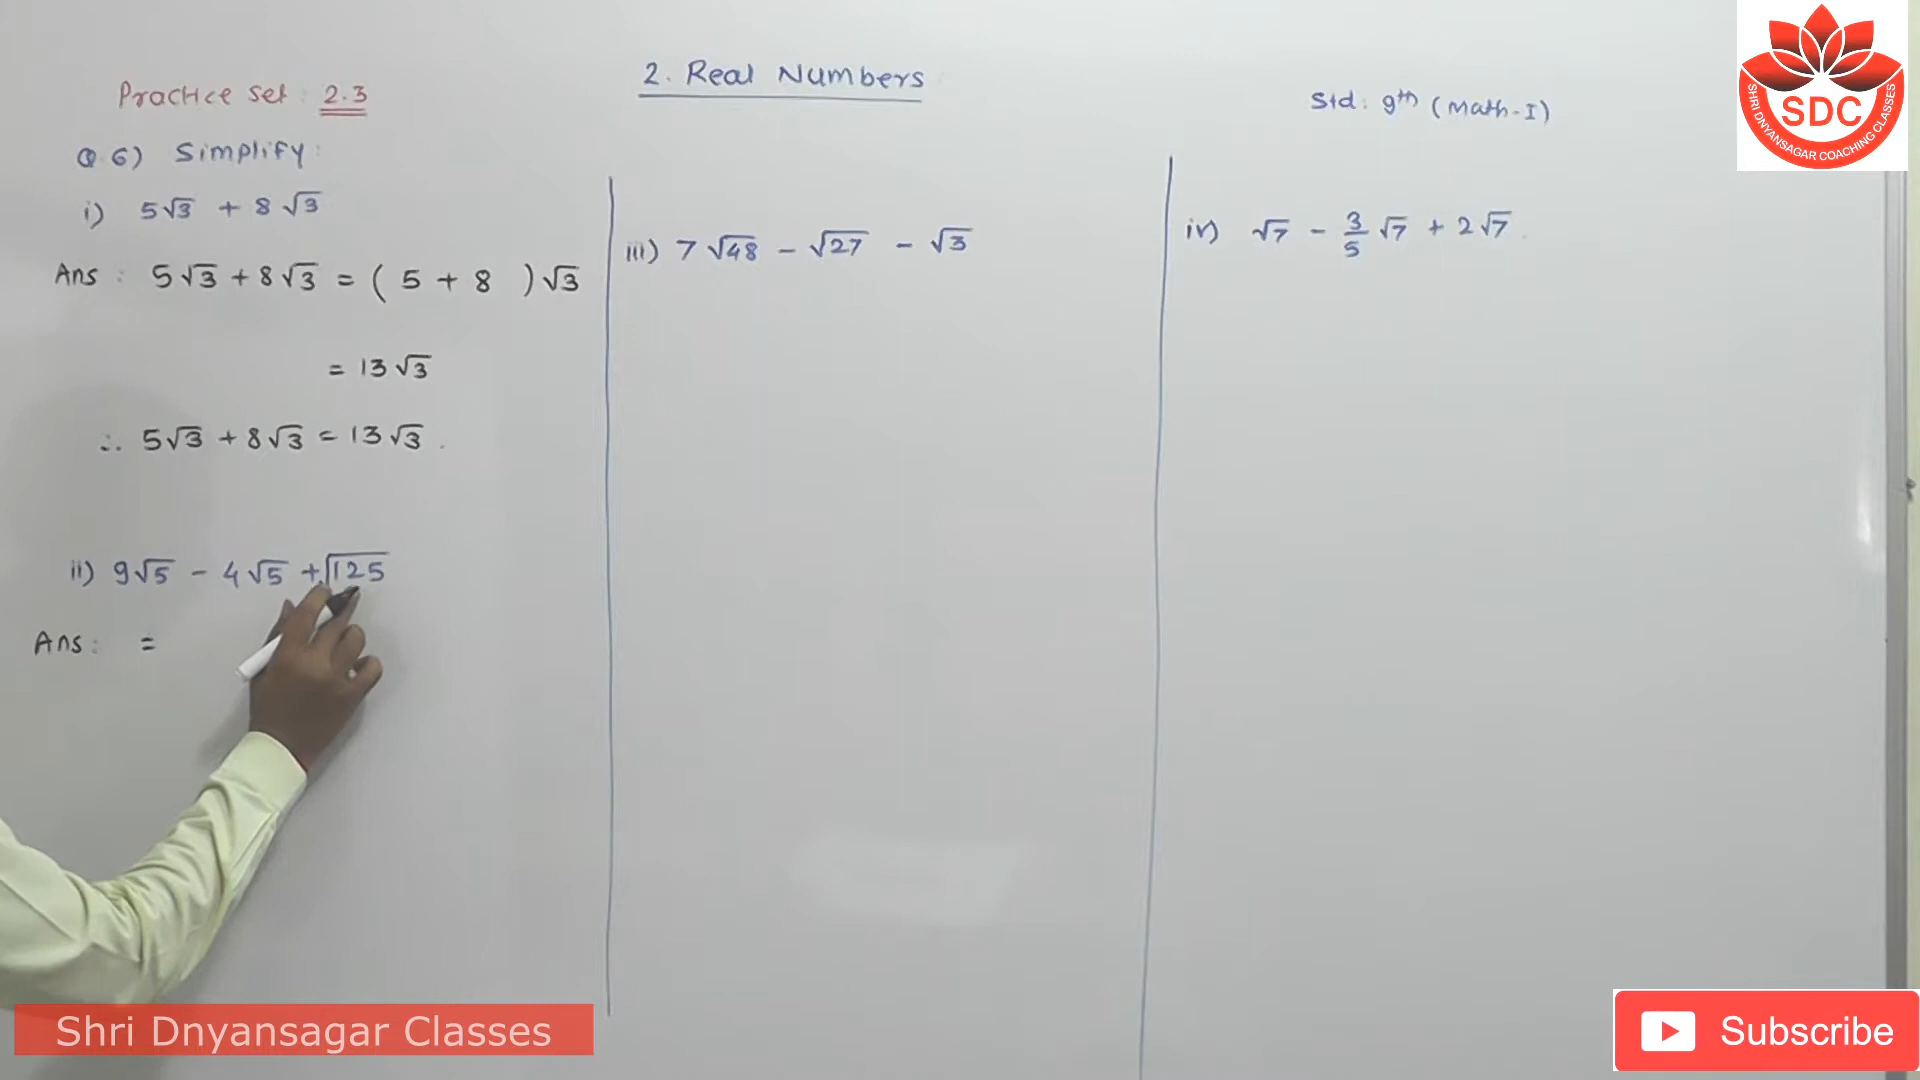 2. Real Numbers
Practice set : 2.3
Std : 9th (Math-I)
Q 6) Simplify :
i) 5√3 + 8√3
Ans : 5√3 + 8√3 = ( 5 + 8 )√3
= 13√3
∴ 5√3 + 8√3 = 13√3 .
ii) 9√5 - 4√5 + √125
Ans : =
iii) 7√48 - √27 - √3
iv) √7 - 3/5 √7 + 2√7 .
SDC
SHRI DNYANSAGAR COACHING CLASSES
Shri Dnyansagar Classes
Subscribe